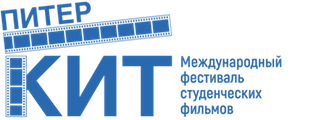 ПИТЕР
КИТ
Международный
фестиваль
студенческих
фильмов